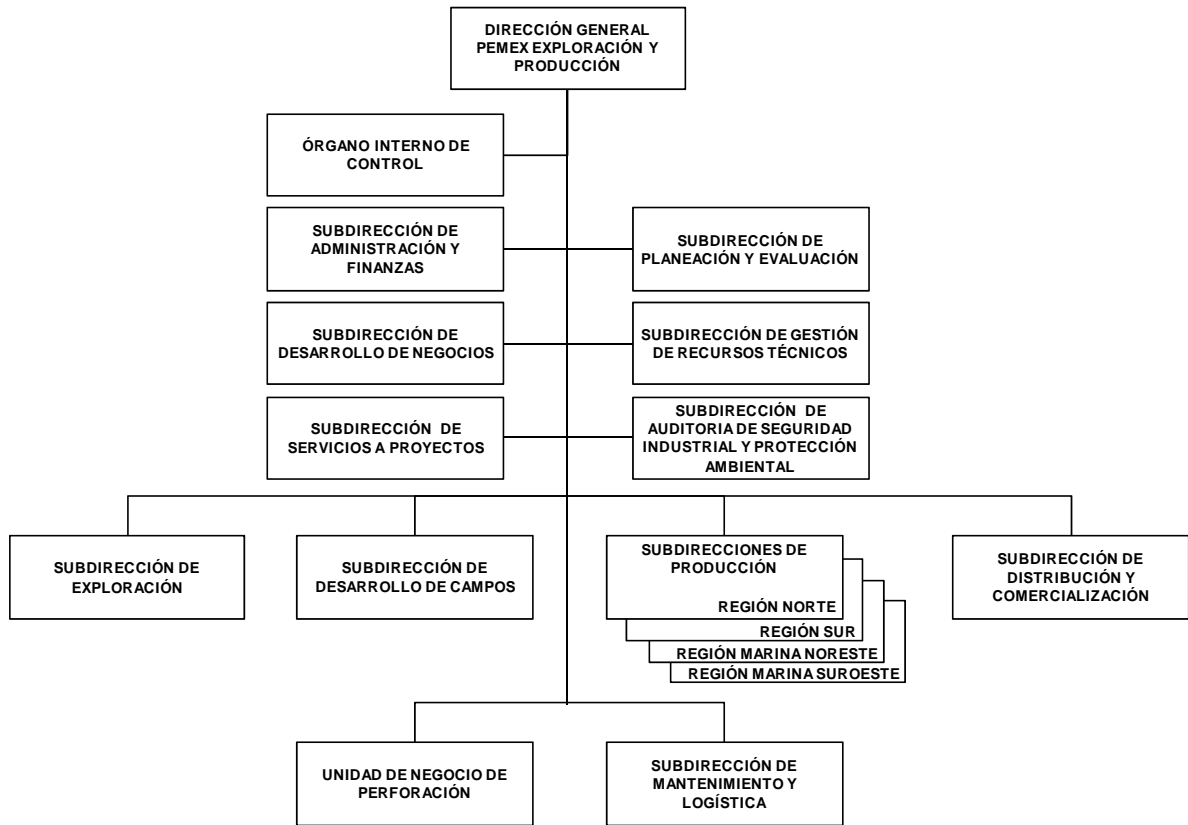 DIRECCIÓN GENERAL
PEMEX EXPLORACIÓN Y
PRODUCCIÓN
ÓRGANO INTERNO DE
CONTROL
SUBDIRECCIÓN DE
ADMINISTRACIÓN Y
FINANZAS
SUBDIRECCIÓN DE
PLANEACIÓN Y EVALUACIÓN
SUBDIRECCIÓN DE
DESARROLLO DE NEGOCIOS
SUBDIRECCIÓN DE GESTIÓN
DE RECURSOS TÉCNICOS
SUBDIRECCIÓN DE
SERVICIOS A PROYECTOS
SUBDIRECCIÓN DE
AUDITORIA DE SEGURIDAD
INDUSTRIAL Y PROTECCIÓN
AMBIENTAL
SUBDIRECCIÓN DE
EXPLORACIÓN
SUBDIRECCIÓN DE
DESARROLLO DE CAMPOS
SUBDIRECCIONES DE
PRODUCCIÓN
REGIÓN NORTE
REGIÓN SUR
REGIÓN MARINA NORESTE
REGIÓN MARINA SUROESTE
SUBDIRECCIÓN DE
DISTRIBUCIÓN Y
COMERCIALIZACIÓN
UNIDAD DE NEGOCIO DE
PERFORACIÓN
SUBDIRECCIÓN DE
MANTENIMIENTO Y
LOGÍSTICA